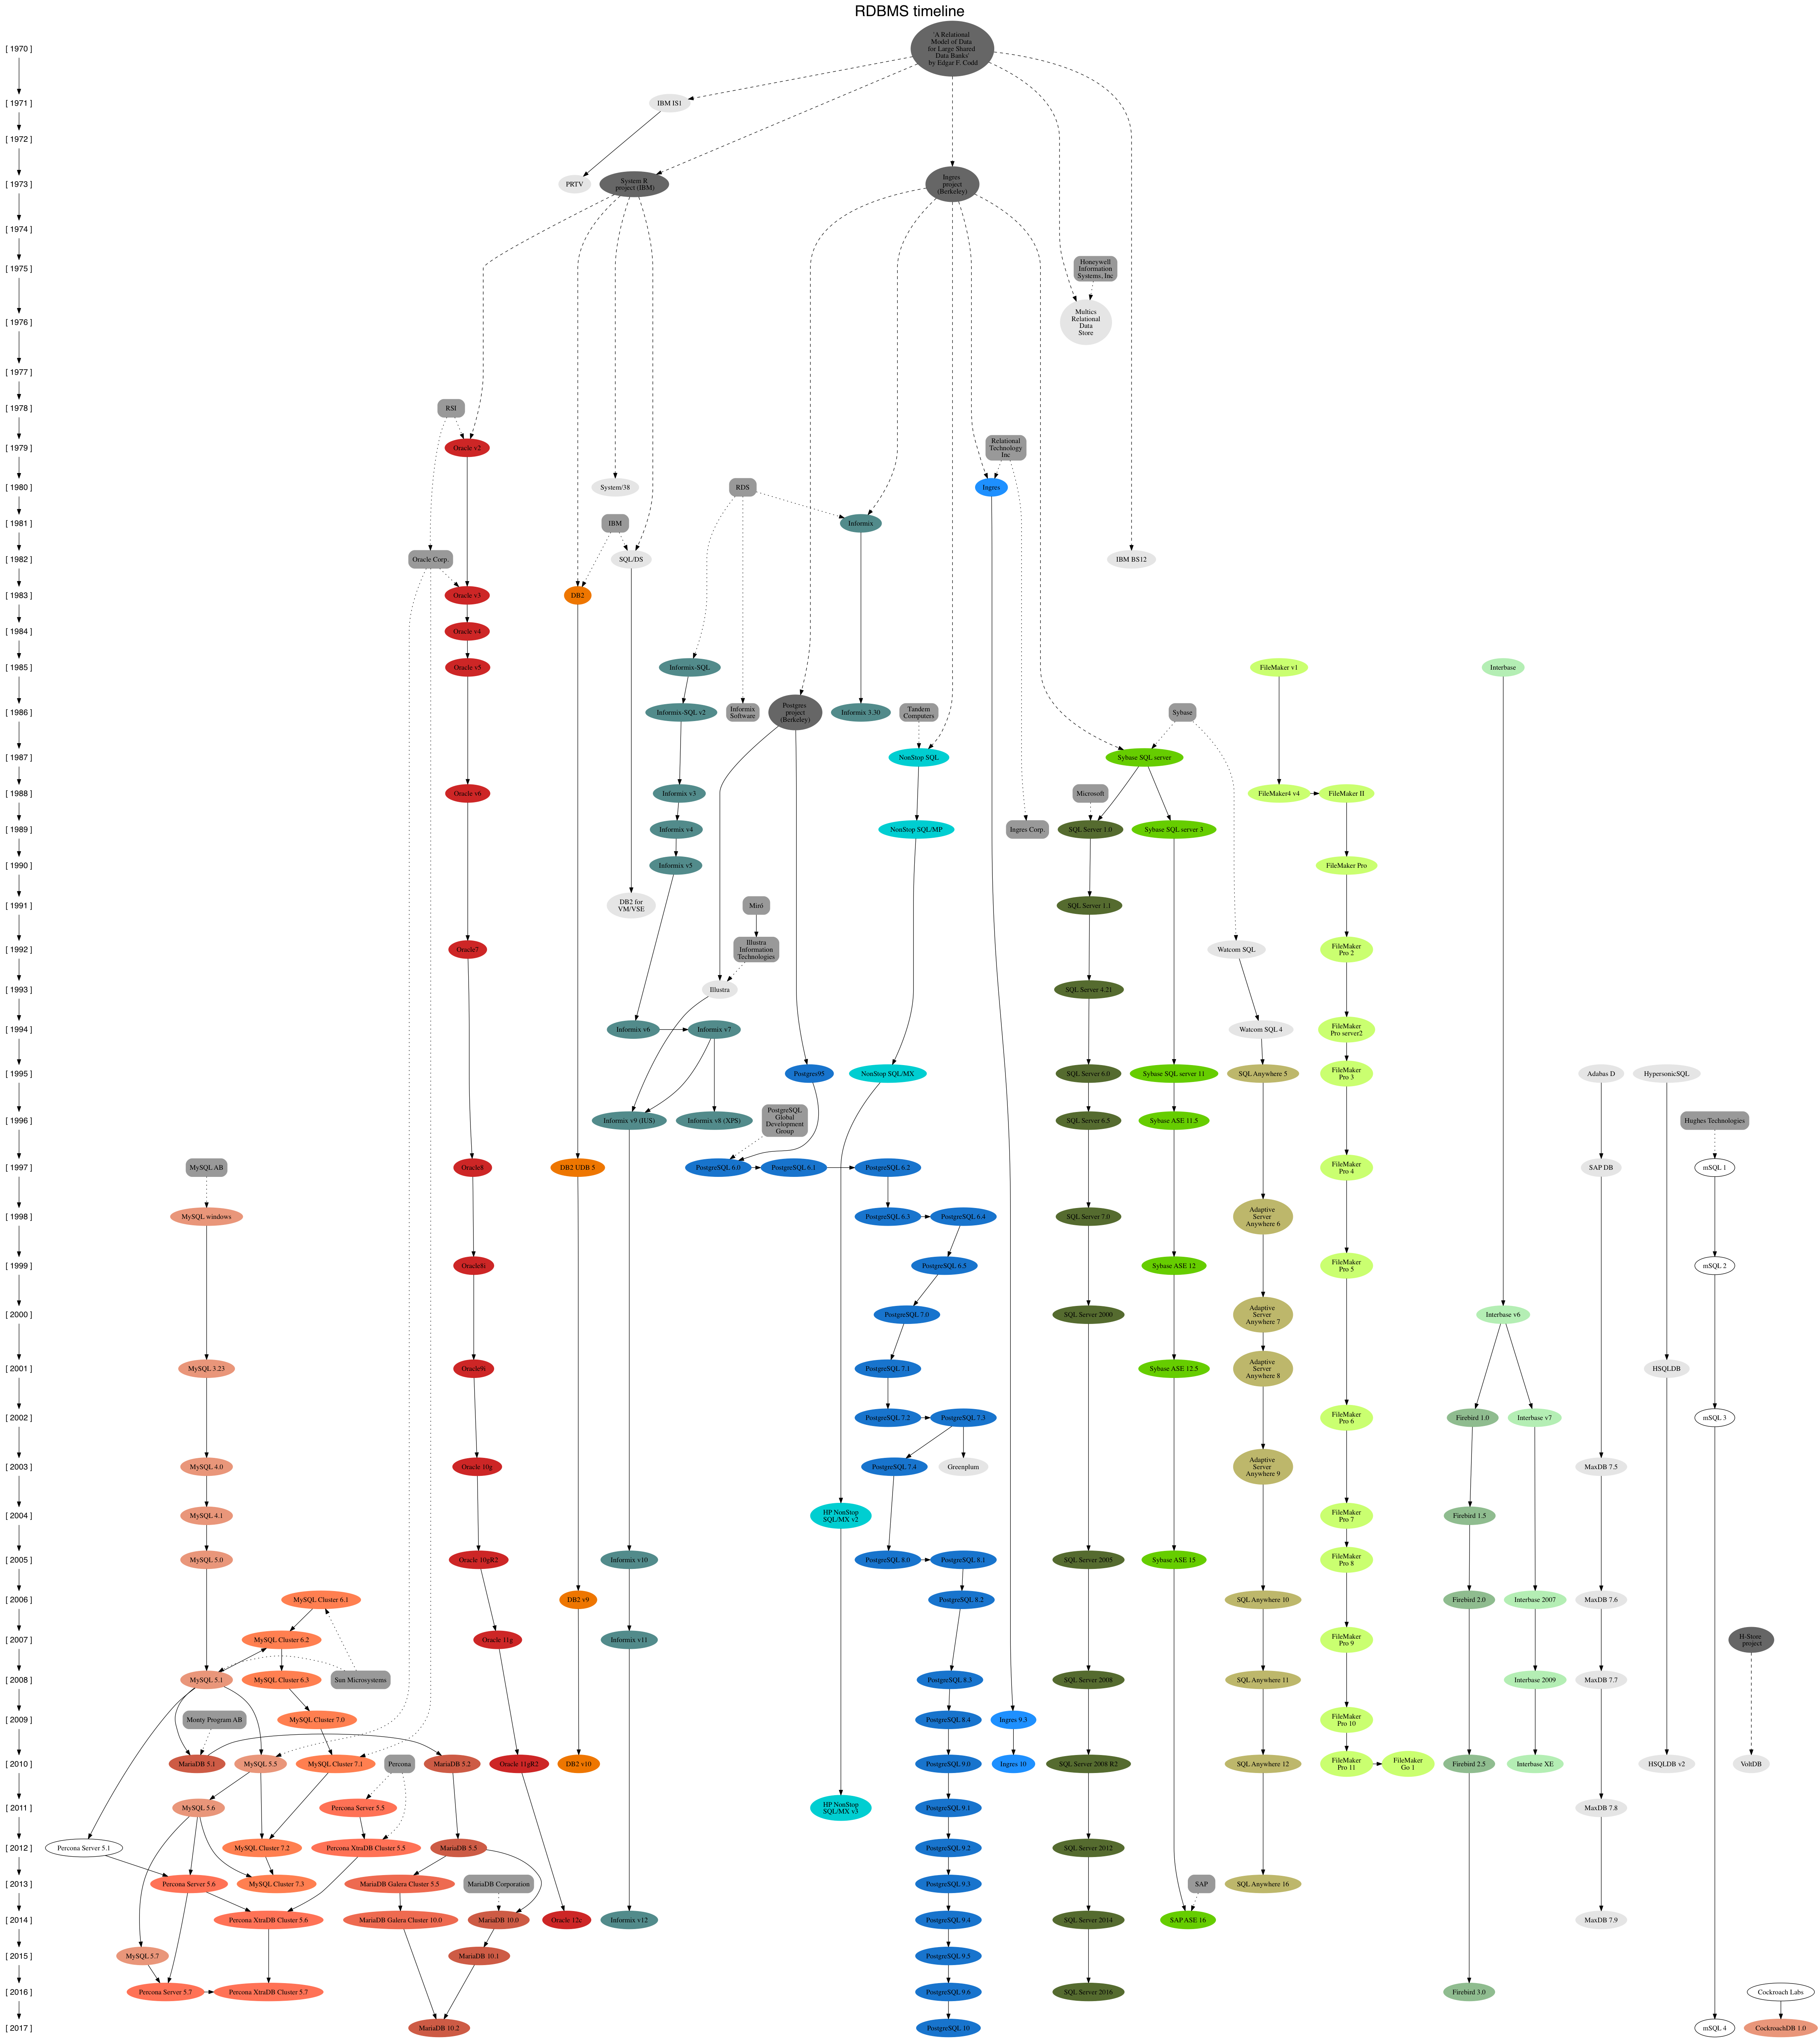 RDBMS timeline
[ 1970 ]
'A Relational
Model of Data
for Large Shared
Data Banks'
by Edgar F. Codd
[ 1971 ]
IBM IS1
[ 1972 ]
[ 1973 ]
PRTV
System R
project (IBM)
Ingres
project
(Berkeley)
[ 1974 ]
[ 1975 ]
Honeywell
Information
Systems, Inc
[ 1976 ]
Multics
Relational
Data
Store
[ 1977 ]
[ 1978 ]
RSI
[ 1979 ]
Oracle v2
Relational
Technology
Inc
[ 1980 ]
System/38
RDS
Ingres
[ 1981 ]
IBM
Informix
[ 1982 ]
Oracle Corp.
SQL/DS
IBM BS12
[ 1983 ]
Oracle v3
DB2
[ 1984 ]
Oracle v4
[ 1985 ]
Oracle v5
Informix-SQL
FileMaker v1
Interbase
[ 1986 ]
Informix-SQL v2
Informix
Software
Postgres
project
(Berkeley)
Informix 3.30
Tandem
Computers
Sybase
[ 1987 ]
NonStop SQL
Sybase SQL server
[ 1988 ]
Oracle v6
Informix v3
Microsoft
FileMaker4 v4
FileMaker II
[ 1989 ]
Informix v4
NonStop SQL/MP
Ingres Corp.
SQL Server 1.0
Sybase SQL server 3
[ 1990 ]
Informix v5
FileMaker Pro
[ 1991 ]
DB2 for
VM/VSE
Miró
SQL Server 1.1
[ 1992 ]
Oracle7
Illustra
Information
Technologies
Watcom SQL
FileMaker
Pro 2
[ 1993 ]
Illustra
SQL Server 4.21
[ 1994 ]
Informix v6
Informix v7
Watcom SQL 4
FileMaker
Pro server2
[ 1995 ]
Postgres95
NonStop SQL/MX
SQL Server 6.0
Sybase SQL server 11
SQL Anywhere 5
FileMaker
Pro 3
Adabas D
HypersonicSQL
[ 1996 ]
Informix v9 (IUS)
Informix v8 (XPS)
PostgreSQL
Global
Development
Group
SQL Server 6.5
Sybase ASE 11.5
Hughes Technologies
[ 1997 ]
MySQL AB
Oracle8
DB2 UDB 5
PostgreSQL 6.0
PostgreSQL 6.1
PostgreSQL 6.2
FileMaker
Pro 4
SAP DB
mSQL 1
[ 1998 ]
MySQL windows
PostgreSQL 6.3
PostgreSQL 6.4
SQL Server 7.0
Adaptive
Server
Anywhere 6
[ 1999 ]
Oracle8i
PostgreSQL 6.5
Sybase ASE 12
FileMaker
Pro 5
mSQL 2
[ 2000 ]
PostgreSQL 7.0
SQL Server 2000
Adaptive
Server
Anywhere 7
Interbase v6
[ 2001 ]
MySQL 3.23
Oracle9i
PostgreSQL 7.1
Sybase ASE 12.5
Adaptive
Server
Anywhere 8
HSQLDB
[ 2002 ]
PostgreSQL 7.2
PostgreSQL 7.3
FileMaker
Pro 6
Firebird 1.0
Interbase v7
mSQL 3
[ 2003 ]
MySQL 4.0
Oracle 10g
PostgreSQL 7.4
Greenplum
Adaptive
Server
Anywhere 9
MaxDB 7.5
[ 2004 ]
MySQL 4.1
HP NonStop
SQL/MX v2
FileMaker
Pro 7
Firebird 1.5
[ 2005 ]
MySQL 5.0
Oracle 10gR2
Informix v10
PostgreSQL 8.0
PostgreSQL 8.1
SQL Server 2005
Sybase ASE 15
FileMaker
Pro 8
[ 2006 ]
MySQL Cluster 6.1
DB2 v9
PostgreSQL 8.2
SQL Anywhere 10
Firebird 2.0
Interbase 2007
MaxDB 7.6
[ 2007 ]
MySQL Cluster 6.2
Oracle 11g
Informix v11
FileMaker
Pro 9
H-Store
project
[ 2008 ]
MySQL 5.1
MySQL Cluster 6.3
Sun Microsystems
PostgreSQL 8.3
SQL Server 2008
SQL Anywhere 11
Interbase 2009
MaxDB 7.7
[ 2009 ]
Monty Program AB
MySQL Cluster 7.0
PostgreSQL 8.4
Ingres 9.3
FileMaker
Pro 10
[ 2010 ]
MariaDB 5.1
MySQL 5.5
MySQL Cluster 7.1
Percona
MariaDB 5.2
Oracle 11gR2
DB2 v10
PostgreSQL 9.0
Ingres 10
SQL Server 2008 R2
SQL Anywhere 12
FileMaker
Pro 11
FileMaker
Go 1
Firebird 2.5
Interbase XE
HSQLDB v2
VoltDB
[ 2011 ]
MySQL 5.6
Percona Server 5.5
HP NonStop
SQL/MX v3
PostgreSQL 9.1
MaxDB 7.8
[ 2012 ]
Percona Server 5.1
MySQL Cluster 7.2
Percona XtraDB Cluster 5.5
MariaDB 5.5
PostgreSQL 9.2
SQL Server 2012
[ 2013 ]
Percona Server 5.6
MySQL Cluster 7.3
MariaDB Galera Cluster 5.5
MariaDB Corporation
PostgreSQL 9.3
SAP
SQL Anywhere 16
[ 2014 ]
Percona XtraDB Cluster 5.6
MariaDB Galera Cluster 10.0
MariaDB 10.0
Oracle 12c
Informix v12
PostgreSQL 9.4
SQL Server 2014
SAP ASE 16
MaxDB 7.9
[ 2015 ]
MySQL 5.7
MariaDB 10.1
PostgreSQL 9.5
[ 2016 ]
Percona Server 5.7
Percona XtraDB Cluster 5.7
PostgreSQL 9.6
SQL Server 2016
Firebird 3.0
Cockroach Labs
[ 2017 ]
MariaDB 10.2
PostgreSQL 10
mSQL 4
CockroachDB 1.0